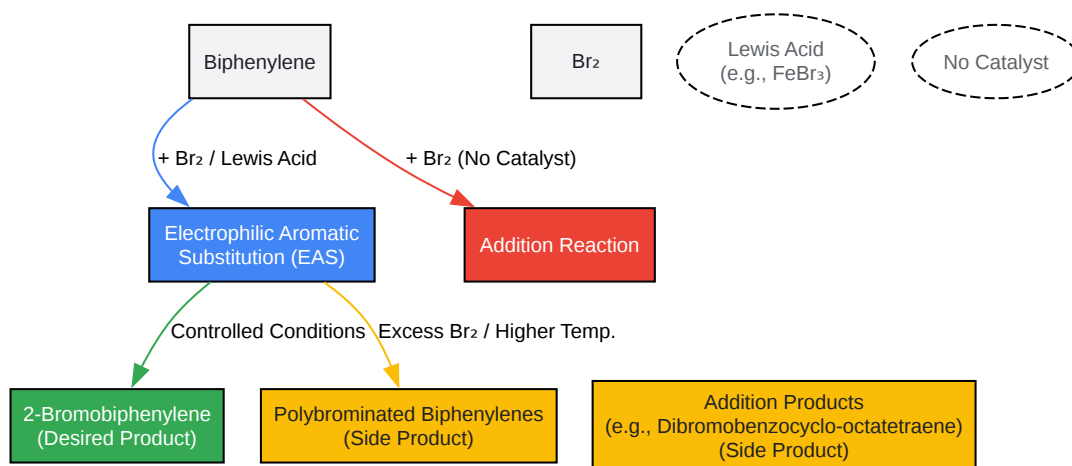 Biphenylene
Br₂
Lewis Acid
(e.g., FeBr₃)
No Catalyst
+ Br₂ / Lewis Acid
+ Br₂ (No Catalyst)
Electrophilic Aromatic
Substitution (EAS)
Addition Reaction
Controlled Conditions
Excess Br₂ / Higher Temp.
2-Bromobiphenylene
(Desired Product)
Polybrominated Biphenylenes
(Side Product)
Addition Products
(e.g., Dibromobenzocyclo-octatetraene)
(Side Product)